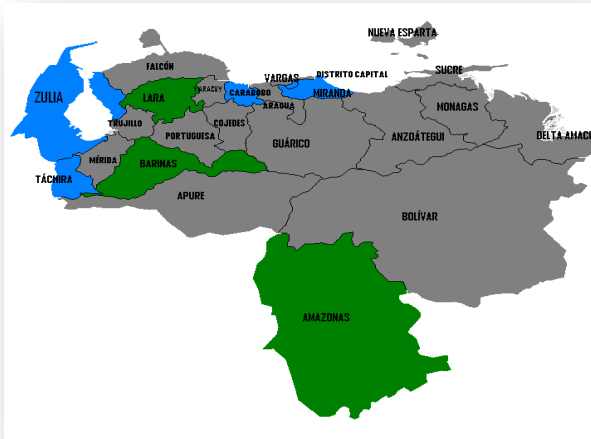 NUEVA ESPARTA
FALCÓN
VARGAS
DISTRITO CAPITAL
SUCRE
ZULIA
LARA
YARACUY
CARABOBO
MIRANDA
ARAGUA
MONAGAS
TRUJILLO
PORTUGUESA
COJEDES
GUÁRICO
ANZOÁTEGUI
DELTA AMACU
MÉRIDA
BARINAS
TÁCHIRA
APURE
BOLÍVAR
AMAZONAS